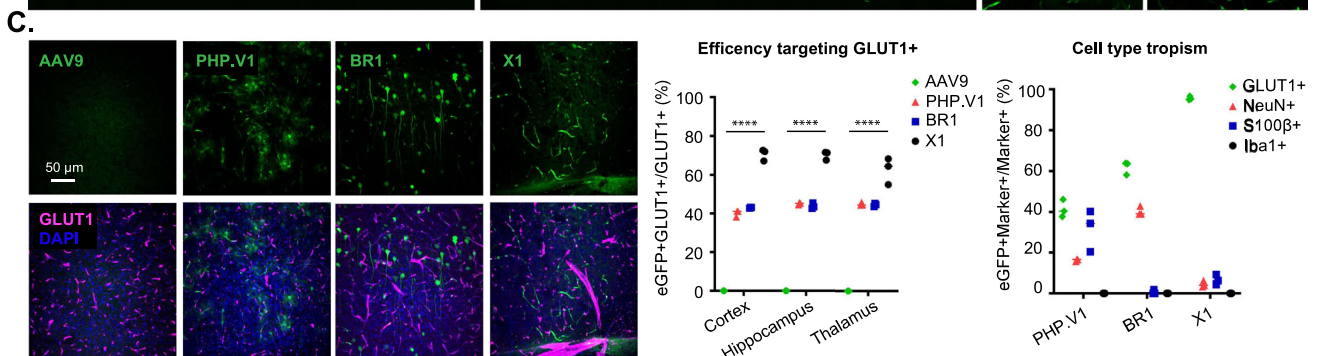 C.
AAV9
PHP.V1
BR1
X1
50 µm
GLUT1
DAPI
Efficency targeting GLUT1+
eGFP+GLUT1+/GLUT1+ (%)
100
80
60
40
20
0
****
****
****
Cortex
Hippocampus
Thalamus
AAV9
PHP.V1
BR1
X1
Cell type tropism
eGFP+Marker+/Marker+ (%)
100
80
60
40
20
0
PHP.V1
BR1
X1
GLUT1+
NeuN+
S100β+
Iba1+